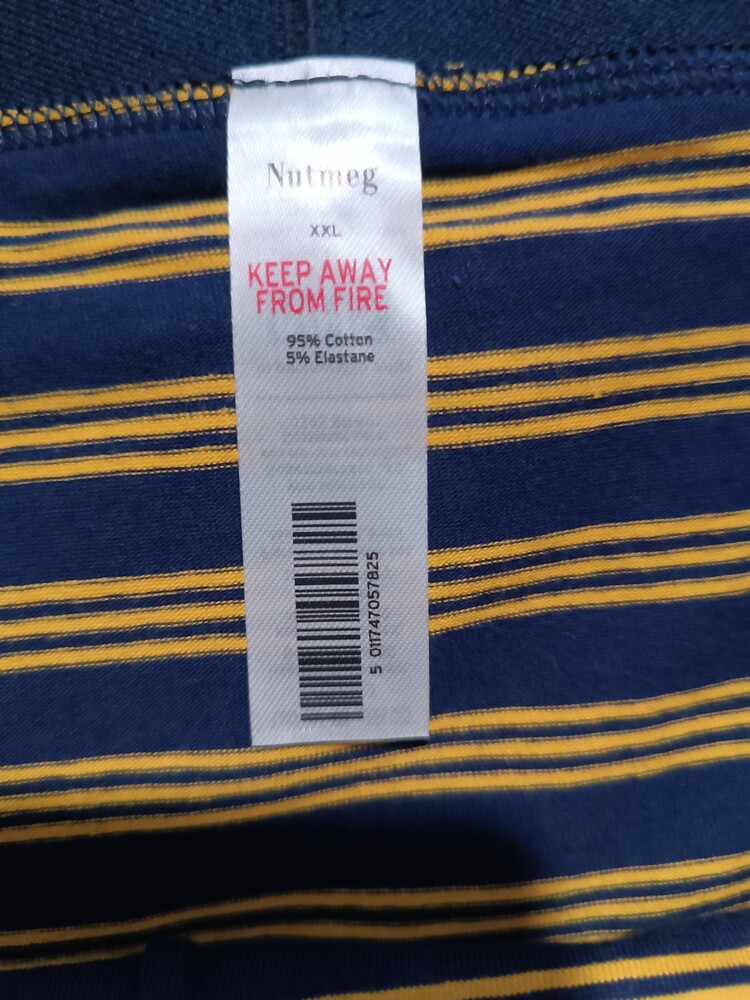 Nutmeg
XXL
KEEP AWAY
FROM FIRE
95% Cotton
5% Elastane
5 011747057825